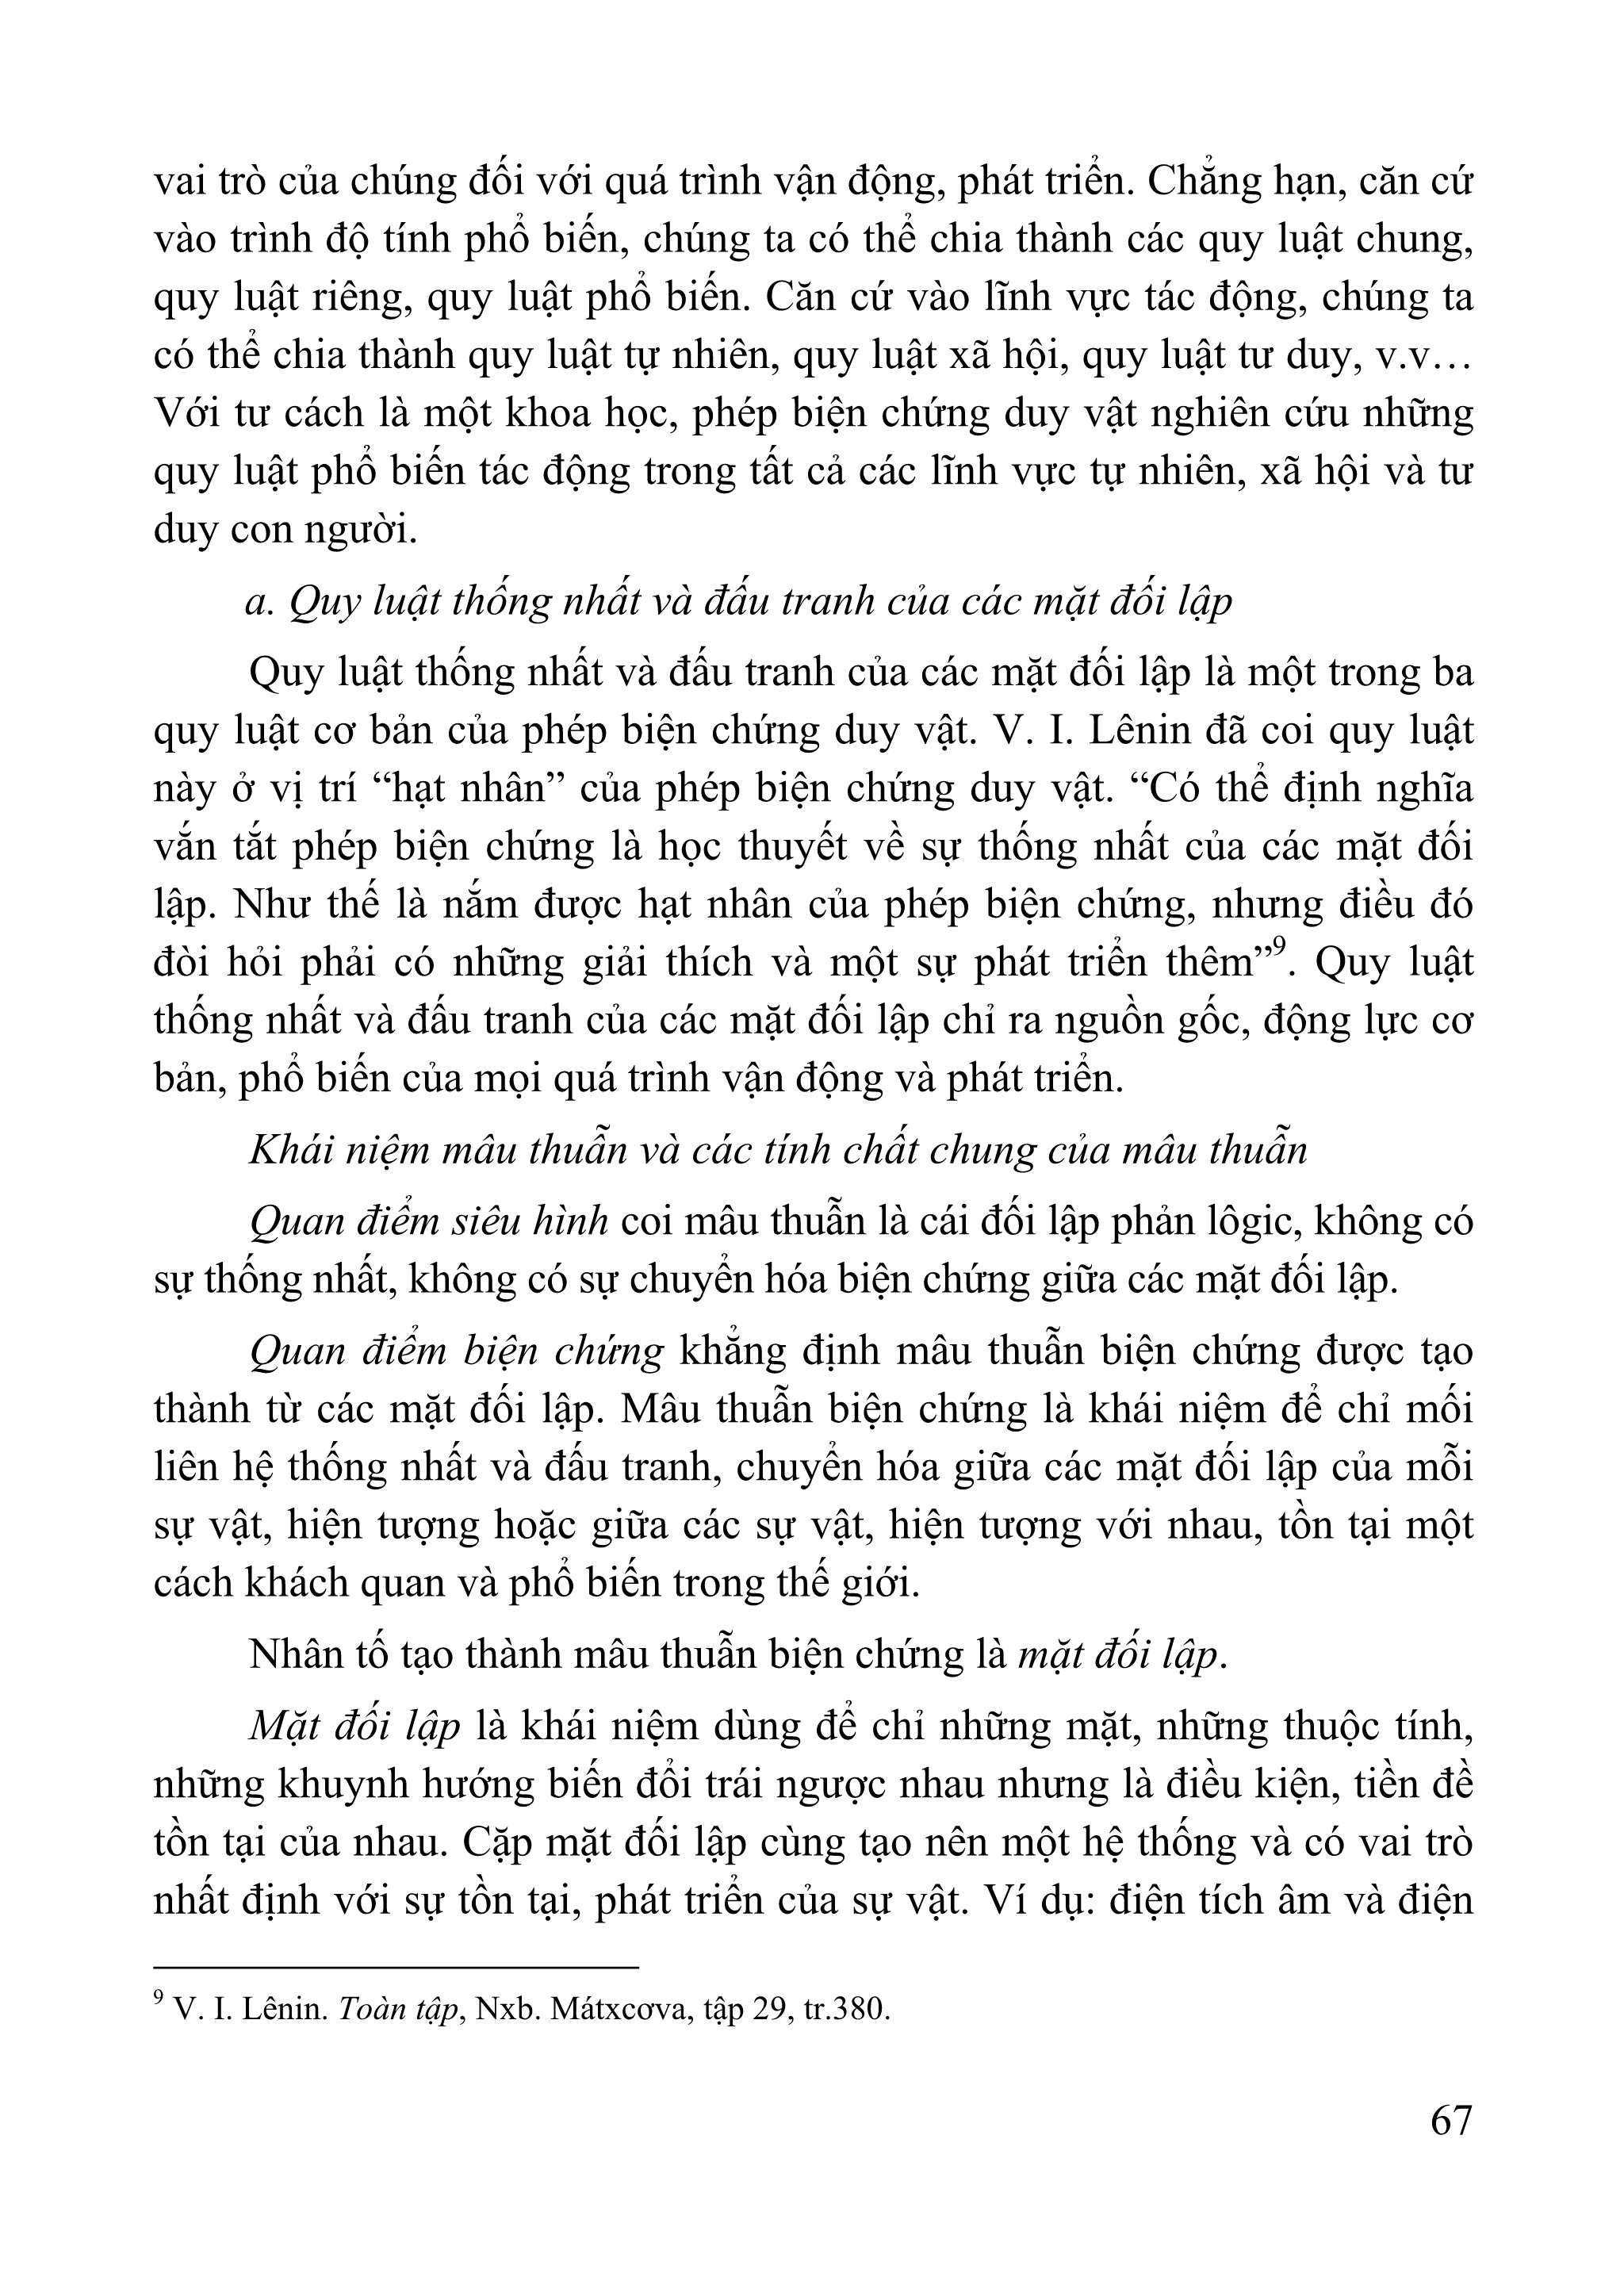 vai trò của chúng đối với quá trình vận động, phát triển. Chẳng hạn, căn cứ
vào trình độ tính phổ biến, chúng ta có thể chia thành các quy luật chung,
quy luật riêng, quy luật phổ biến. Căn cứ vào lĩnh vực tác động, chúng ta
có thể chia thành quy luật tự nhiên, quy luật xã hội, quy luật tư duy, v.v…
Với tư cách là một khoa học, phép biện chứng duy vật nghiên cứu những
quy luật phổ biến tác động trong tất cả các lĩnh vực tự nhiên, xã hội và tư
duy con người.
a. Quy luật thống nhất và đấu tranh của các mặt đối lập
Quy luật thống nhất và đấu tranh của các mặt đối lập là một trong ba
quy luật cơ bản của phép biện chứng duy vật. V. I. Lênin đã coi quy luật
này ở vị trí “hạt nhân” của phép biện chứng duy vật. “Có thể định nghĩa
vắn tắt phép biện chứng là học thuyết về sự thống nhất của các mặt đối
lập. Như thế là nắm được hạt nhân của phép biện chứng, nhưng điều đó
đòi hỏi phải có những giải thích và một sự phát triển thêm”⁹. Quy luật
thống nhất và đấu tranh của các mặt đối lập chỉ ra nguồn gốc, động lực cơ
bản, phổ biến của mọi quá trình vận động và phát triển.
Khái niệm mâu thuẫn và các tính chất chung của mâu thuẫn
Quan điểm siêu hình coi mâu thuẫn là cái đối lập phản lôgic, không có
sự thống nhất, không có sự chuyển hóa biện chứng giữa các mặt đối lập.
Quan điểm biện chứng khẳng định mâu thuẫn biện chứng được tạo
thành từ các mặt đối lập. Mâu thuẫn biện chứng là khái niệm để chỉ mối
liên hệ thống nhất và đấu tranh, chuyển hóa giữa các mặt đối lập của mỗi
sự vật, hiện tượng hoặc giữa các sự vật, hiện tượng với nhau, tồn tại một
cách khách quan và phổ biến trong thế giới.
Nhân tố tạo thành mâu thuẫn biện chứng là mặt đối lập.
Mặt đối lập là khái niệm dùng để chỉ những mặt, những thuộc tính,
những khuynh hướng biến đổi trái ngược nhau nhưng là điều kiện, tiền đề
tồn tại của nhau. Cặp mặt đối lập cùng tạo nên một hệ thống và có vai trò
nhất định với sự tồn tại, phát triển của sự vật. Ví dụ: điện tích âm và điện
⁹ V. I. Lênin. Toàn tập, Nxb. Mátxcơva, tập 29, tr.380.
67